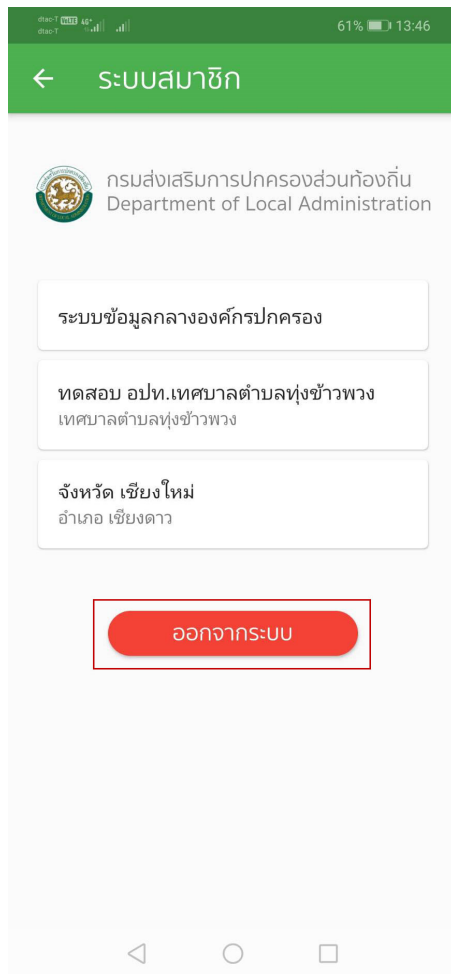 dtac-T VoLTE 4G+
dtac-T
61% 13:46
ระบบสมาชิก
กรมส่งเสริมการปกครองส่วนท้องถิ่น
Department of Local Administration
ระบบข้อมูลกลางองค์กรปกครอง
ทดสอบ อปท.เทศบาลตำบลทุ่งข้าวพวง
เทศบาลตำบลทุ่งข้าวพวง
จังหวัด เชียงใหม่
อำเภอ เชียงดาว
ออกจากระบบ